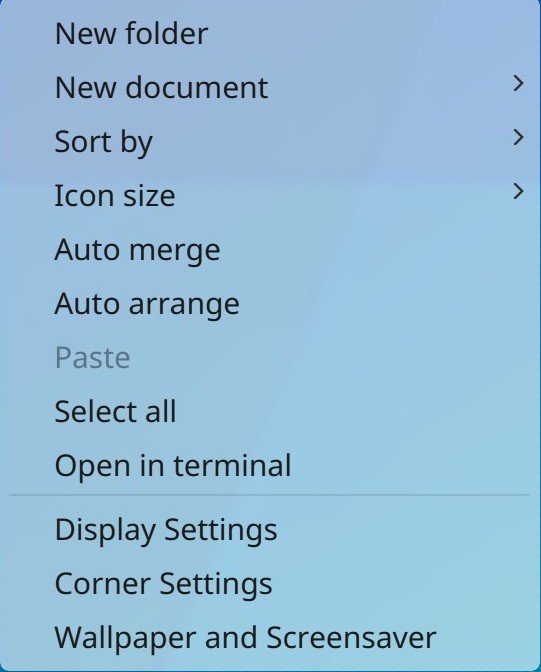 New folder
New document
Sort by
Icon size
Auto merge
Auto arrange
Paste
Select all
Open in terminal
Display Settings
Corner Settings
Wallpaper and Screensaver